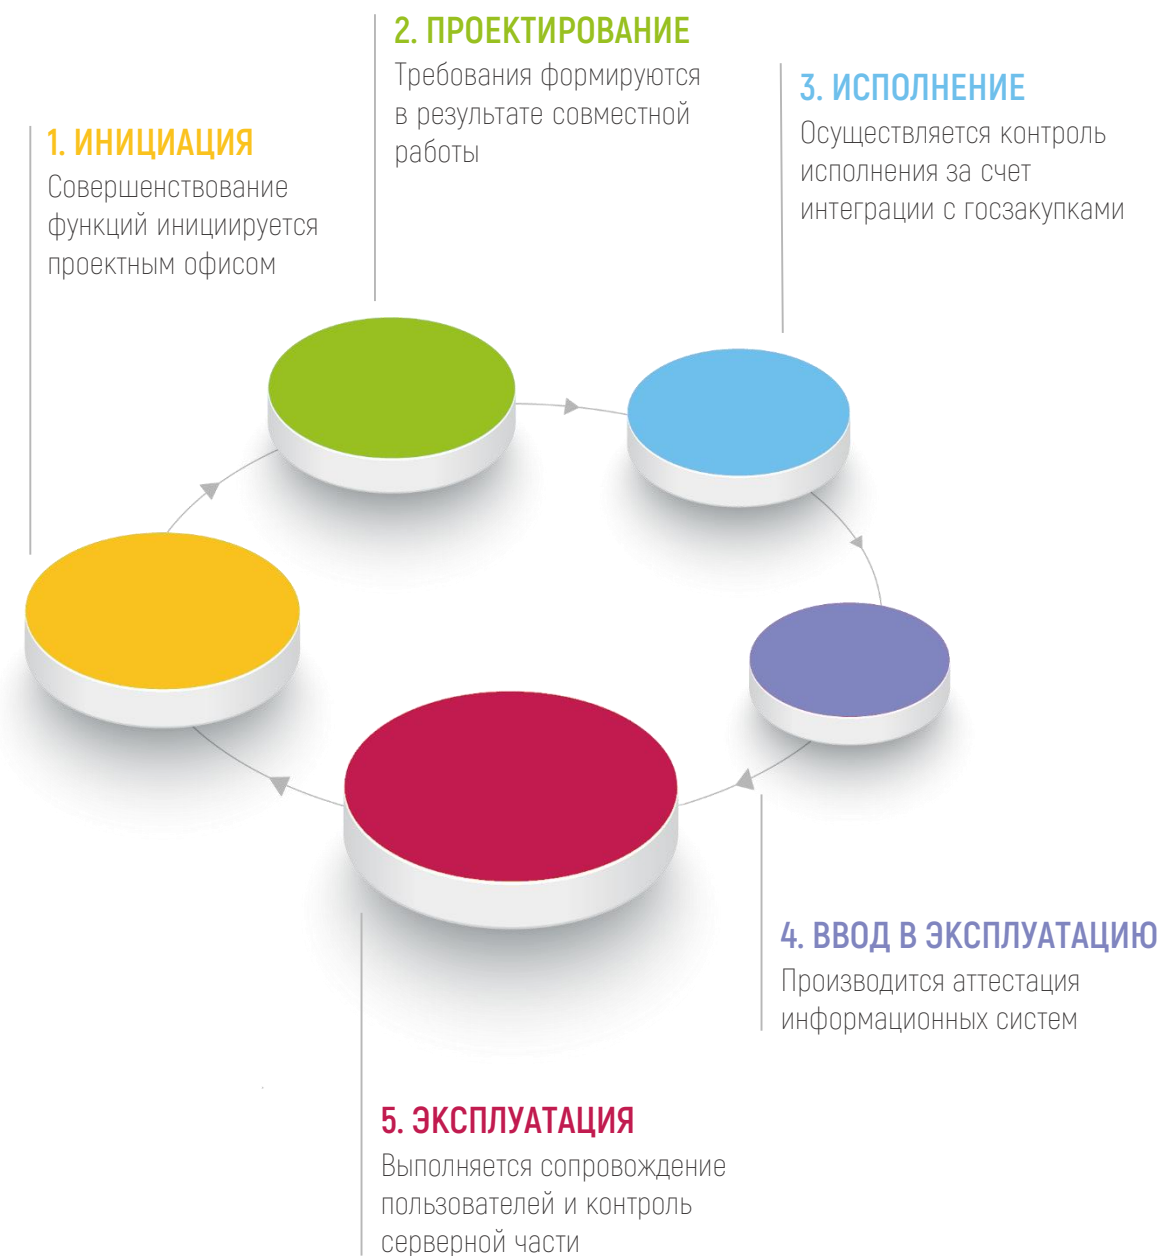 1. ИНИЦИАЦИЯ
Совершенствование
функций инициируется
проектным офисом
2. ПРОЕКТИРОВАНИЕ
Требования формируются
в результате совместной
работы
3. ИСПОЛНЕНИЕ
Осуществляется контроль
исполнения за счет
интеграции с госзакупками
4. ВВОД В ЭКСПЛУАТАЦИЮ
Производится аттестация
информационных систем
5. ЭКСПЛУАТАЦИЯ
Выполняется сопровождение
пользователей и контроль
серверной части